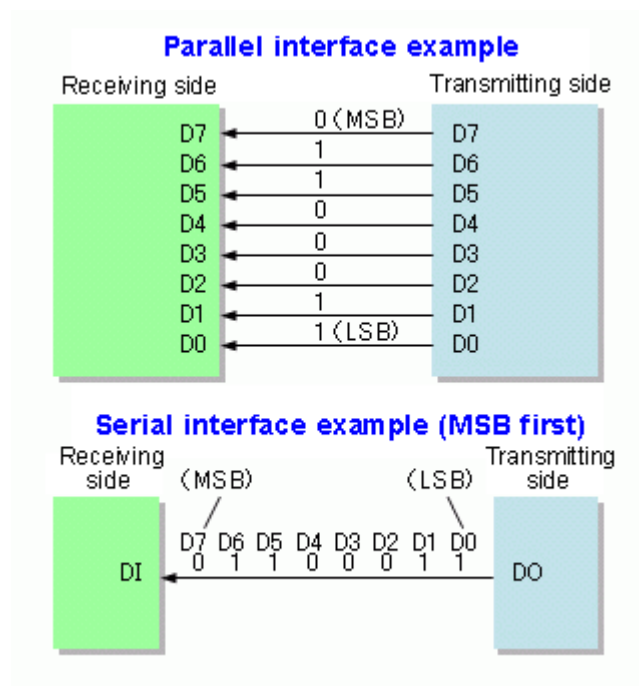 Parallel interface example
Receiving side Transmitting side
D7 0(MSB) D7
D6 1 D6
D5 1 D5
D4 0 D4
D3 0 D3
D2 0 D2
D1 1 D1
D0 1(LSB) D0
Serial interface example (MSB first)
Receiving side
Transmitting side
(MSB) (LSB)
D7 D6 D5 D4 D3 D2 D1 D0
0 1 1 0 0 0 1 1
DI DO